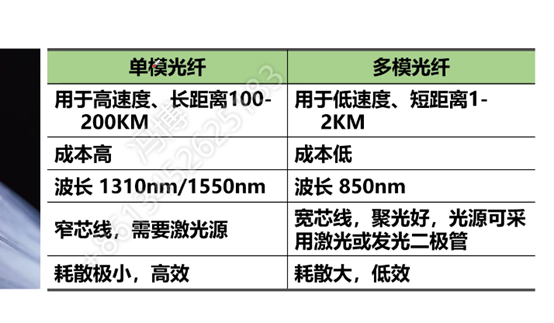 单模光纤	多模光纤
用于高速度、长距离100-	用于低速度、短距离1-
200KM	2KM
成本高	成本低
波长 1310nm/1550nm	波长 850nm
窄芯线，需要激光源	宽芯线，聚光好，光源可采
用激光或发光二极管
耗散极小，高效	耗散大，低效